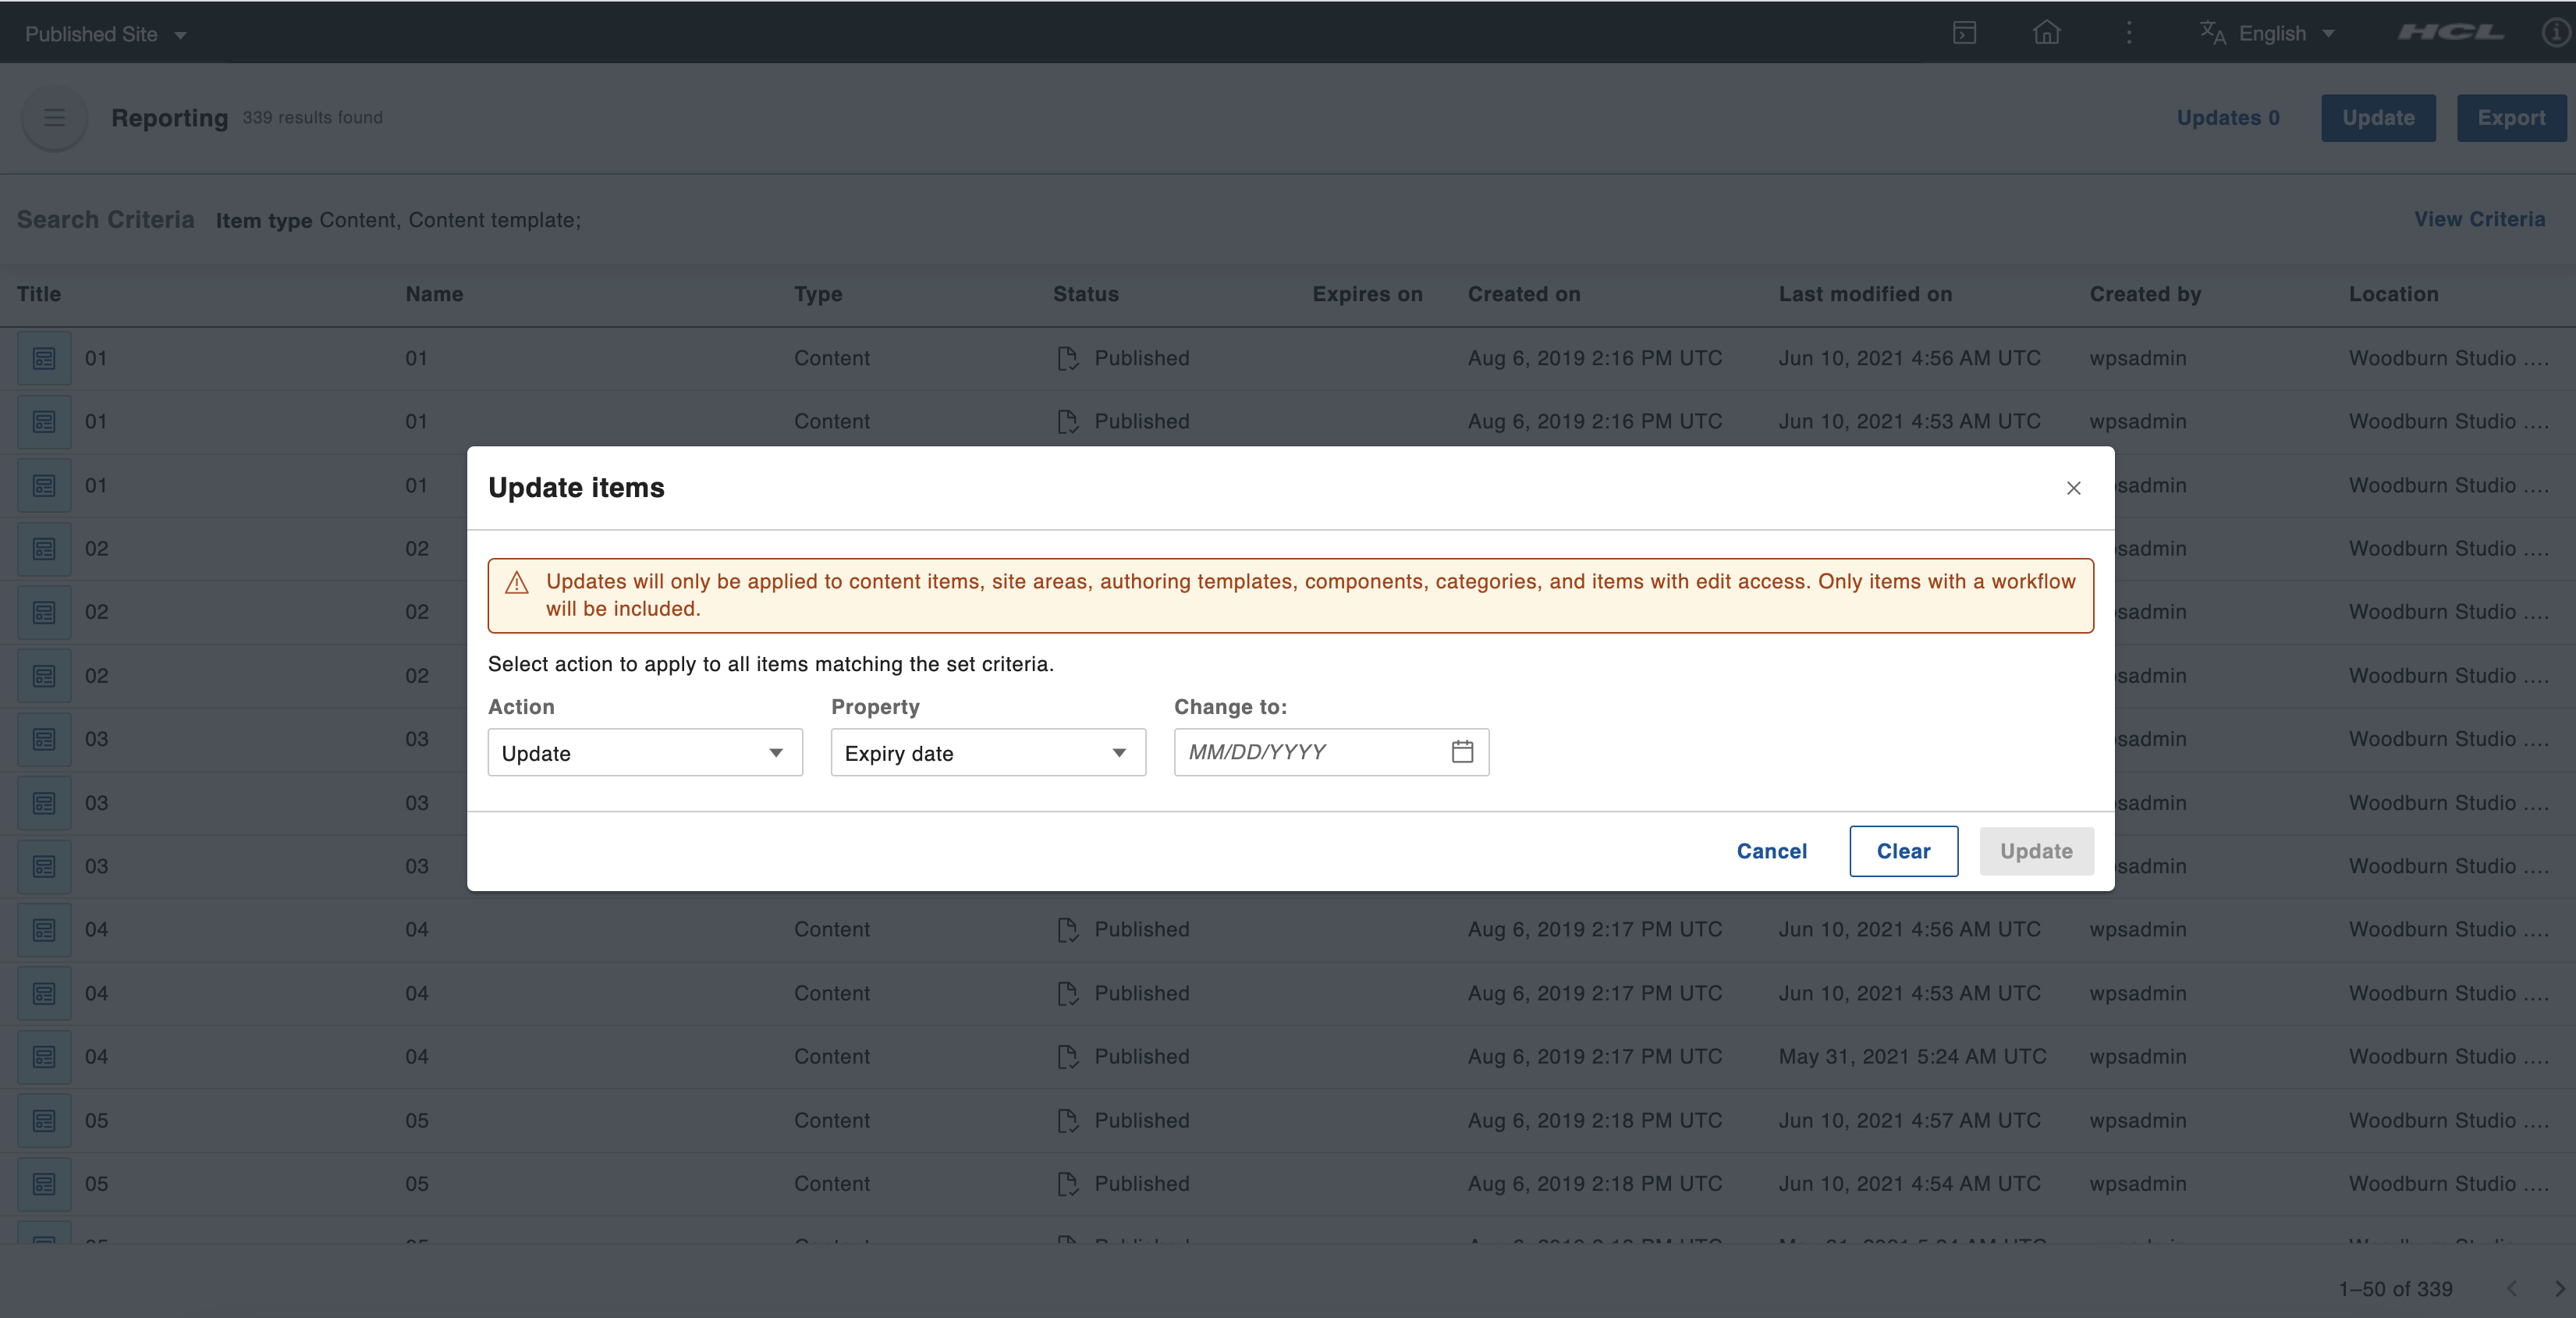 Published Site
English
HCL
Reporting 339 results found
Updates 0
Update
Export
Search Criteria Item type Content, Content template;
View Criteria
Title Name Type Status Expires on Created on Last modified on Created by Location
01 01 Content Published Aug 6, 2019 2:16 PM UTC Jun 10, 2021 4:56 AM UTC wpsadmin Woodburn Studio ....
01 01 Content Published Aug 6, 2019 2:16 PM UTC Jun 10, 2021 4:53 AM UTC wpsadmin Woodburn Studio ....
01 01 sadmin Woodburn Studio ....
02 02 sadmin Woodburn Studio ....
02 02 sadmin Woodburn Studio ....
02 02 sadmin Woodburn Studio ....
03 03 sadmin Woodburn Studio ....
03 03 sadmin Woodburn Studio ....
03 03 sadmin Woodburn Studio ....
Update items
Updates will only be applied to content items, site areas, authoring templates, components, categories, and items with edit access. Only items with a workflow
will be included.
Select action to apply to all items matching the set criteria.
Action Property Change to:
Update Expiry date MM/DD/YYYY
Cancel Clear Update
04 04 Content Published Aug 6, 2019 2:17 PM UTC Jun 10, 2021 4:56 AM UTC wpsadmin Woodburn Studio ....
04 04 Content Published Aug 6, 2019 2:17 PM UTC Jun 10, 2021 4:53 AM UTC wpsadmin Woodburn Studio ....
04 04 Content Published Aug 6, 2019 2:17 PM UTC May 31, 2021 5:24 AM UTC wpsadmin Woodburn Studio ....
05 05 Content Published Aug 6, 2019 2:18 PM UTC Jun 10, 2021 4:57 AM UTC wpsadmin Woodburn Studio ....
05 05 Content Published Aug 6, 2019 2:18 PM UTC Jun 10, 2021 4:54 AM UTC wpsadmin Woodburn Studio ....
1–50 of 339